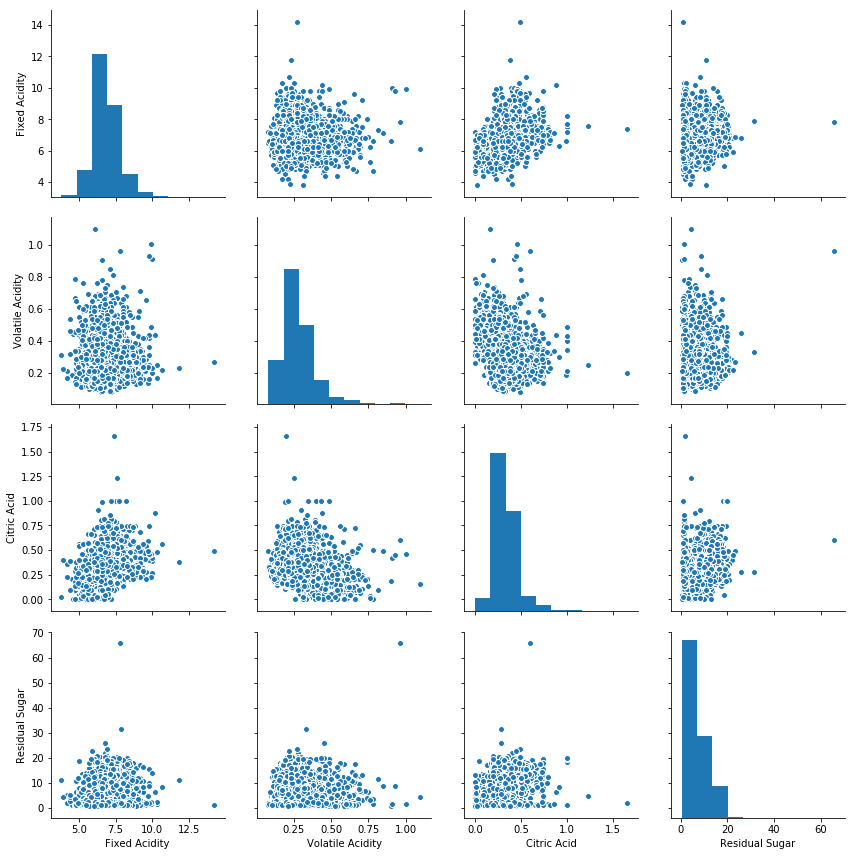 14
12
10
8
6
4
Fixed Acidity
1.0
0.8
0.6
0.4
0.2
Volatile Acidity
1.75
1.50
1.25
1.00
0.75
0.50
0.25
0.00
Citric Acid
70
60
50
40
30
20
10
0
Residual Sugar
5.0 7.5 10.0 12.5
Fixed Acidity
0.25 0.50 0.75 1.00
Volatile Acidity
0.0 0.5 1.0 1.5
Citric Acid
0 20 40 60
Residual Sugar